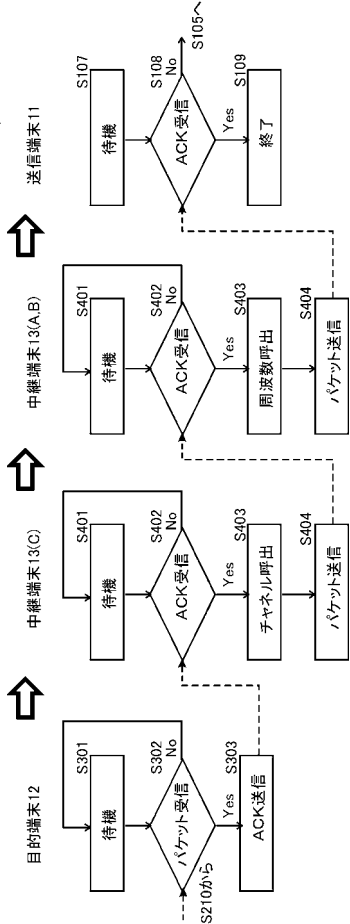 目的端末12
S301
待機
S302
パケット受信
No
Yes
S210から
S303
ACK送信
中継端末13(C)
S401
待機
S402
ACK受信
No
Yes
S403
チャネル呼出
S404
パケット送信
中継端末13(A,B)
S401
待機
S402
ACK受信
No
Yes
S403
周波数呼出
S404
パケット送信
送信端末11
S107
待機
S108
ACK受信
No
S105へ
Yes
S109
終了